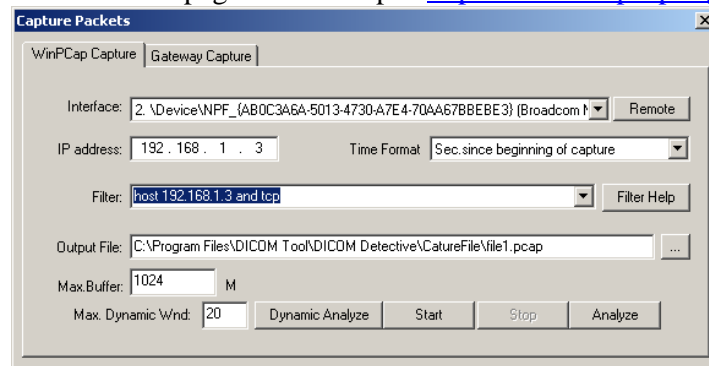 Capture Packets
WinPCap Capture Gateway Capture
Interface: 2. \Device\NPF_{AB0C3A6A-5013-4730-A7E4-70AA67BBEBE3} (Broadcom Remote
IP address: 192 . 168 . 1 . 3 Time Format Sec.since beginning of capture
Filter: host 192.168.1.3 and tcp Filter Help
Output File: C:\Program Files\DICOM Tool\DICOM Detective\CatureFile\file1.pcap ...
Max.Buffer: 1024 M
Max. Dynamic Wnd: 20 Dynamic Analyze Start Stop Analyze